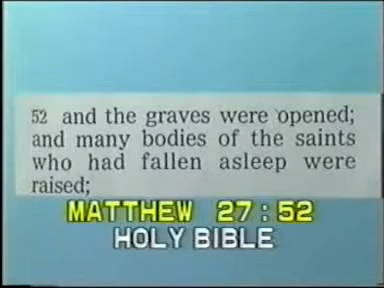 52 and the graves were opened;
and many bodies of the saints
who had fallen asleep were
raised;
MATTHEW 27:52
HOLY BIBLE